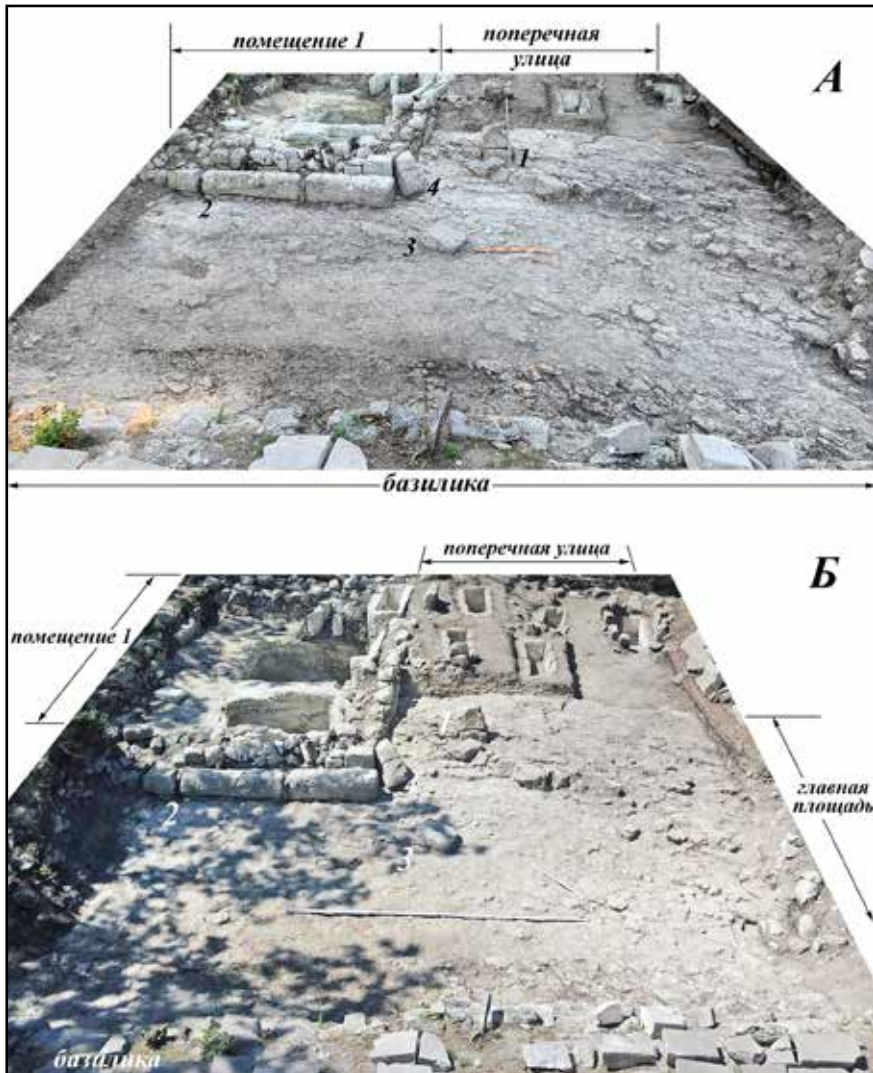 помещение 1
поперечная
улица
А
1
2
4
3
базилика
поперечная улица
Б
помещение 1
1
2
3
главная
площадь
базилика